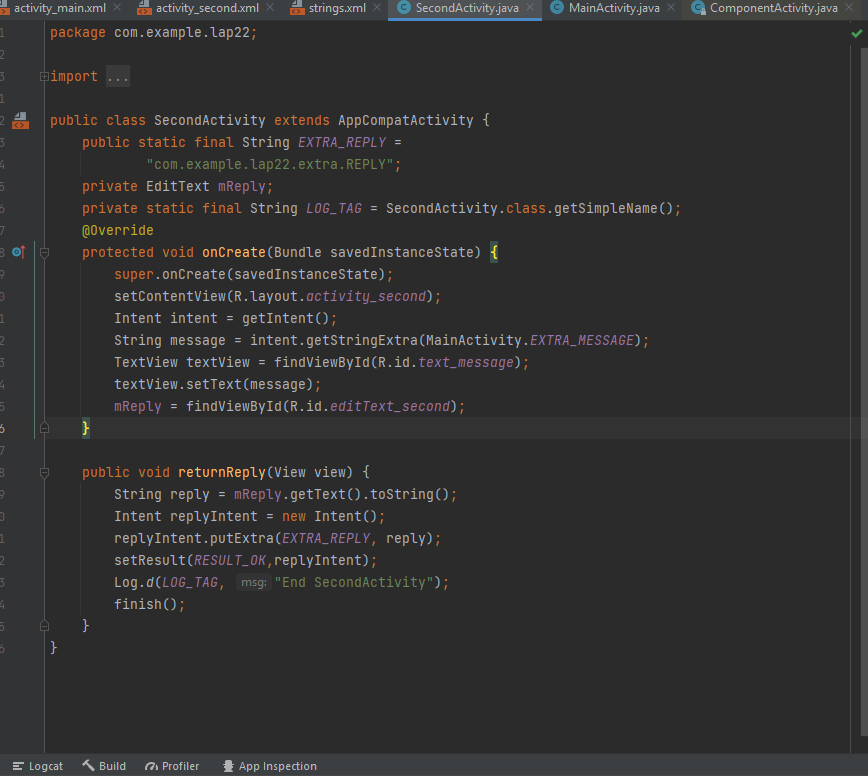 activity_main.xml activity_second.xml strings.xml SecondActivity.java MainActivity.java ComponentActivity.java
package com.example.lap22;
import ...
public class SecondActivity extends AppCompatActivity {
public static final String EXTRA_REPLY =
"com.example.lap22.extra.REPLY";
private EditText mReply;
private static final String LOG_TAG = SecondActivity.class.getSimpleName();
@Override
protected void onCreate(Bundle savedInstanceState) {
super.onCreate(savedInstanceState);
setContentView(R.layout.activity_second);
Intent intent = getIntent();
String message = intent.getStringExtra(MainActivity.EXTRA_MESSAGE);
TextView textView = findViewById(R.id.text_message);
textView.setText(message);
mReply = findViewById(R.id.editText_second);
}
public void returnReply(View view) {
String reply = mReply.getText().toString();
Intent replyIntent = new Intent();
replyIntent.putExtra(EXTRA_REPLY, reply);
setResult(RESULT_OK,replyIntent);
Log.d(LOG_TAG, msg: "End SecondActivity");
finish();
}
}
Logcat Build Profiler App Inspection